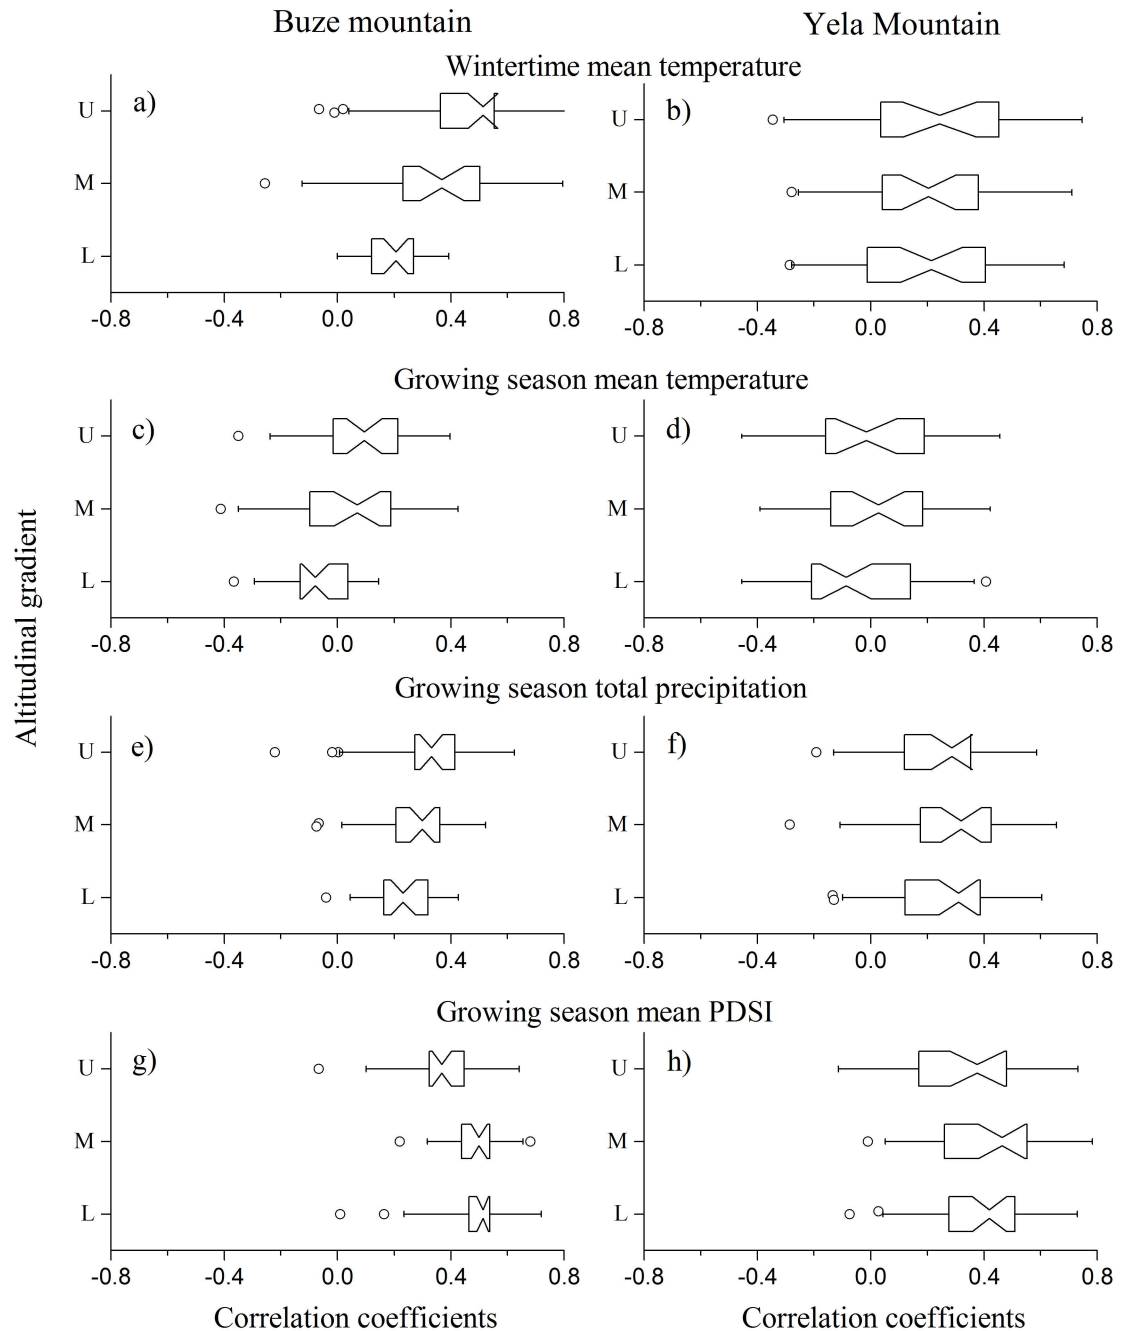 Buze mountain Yela Mountain
Wintertime mean temperature
a) b)
U U
M M
L L
-0.8 -0.4 0.0 0.4 0.8 -0.8 -0.4 0.0 0.4 0.8
Growing season mean temperature
c) d)
U U
M M
L L
-0.8 -0.4 0.0 0.4 0.8 -0.8 -0.4 0.0 0.4 0.8
Altitudinal gradient
Growing season total precipitation
e) f)
U U
M M
L L
-0.8 -0.4 0.0 0.4 0.8 -0.8 -0.4 0.0 0.4 0.8
Growing season mean PDSI
g) h)
U U
M M
L L
-0.8 -0.4 0.0 0.4 0.8 -0.8 -0.4 0.0 0.4 0.8
Correlation coefficients Correlation coefficients